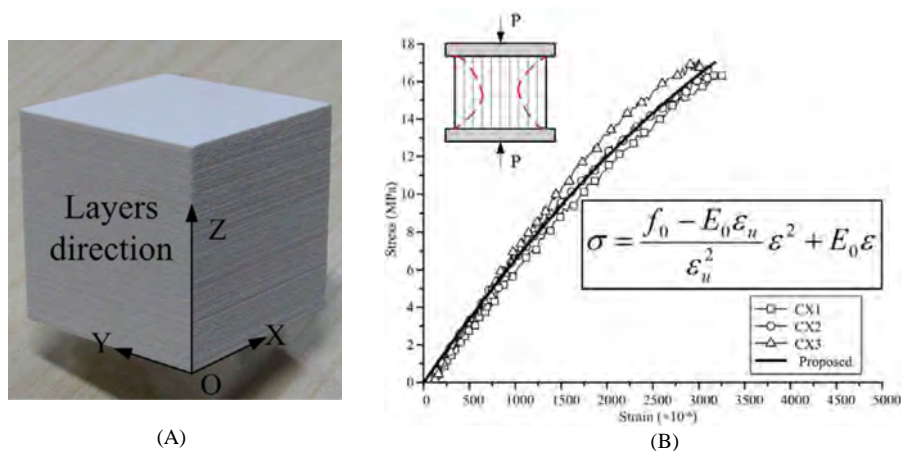 Layers
direction
Z
Y
X
O
(A)
B
P
P
Stress (MPa)
18
16
14
12
10
8
6
4
2
0
0 500 1000 1500 2000 2500 3000 3500 4000 4500 5000
Strain (×10⁻⁶)
σ = (f₀ − E₀εᵤ)/εᵤ² ε² + E₀ε
CX1
CX2
CX3
Proposed
(B)